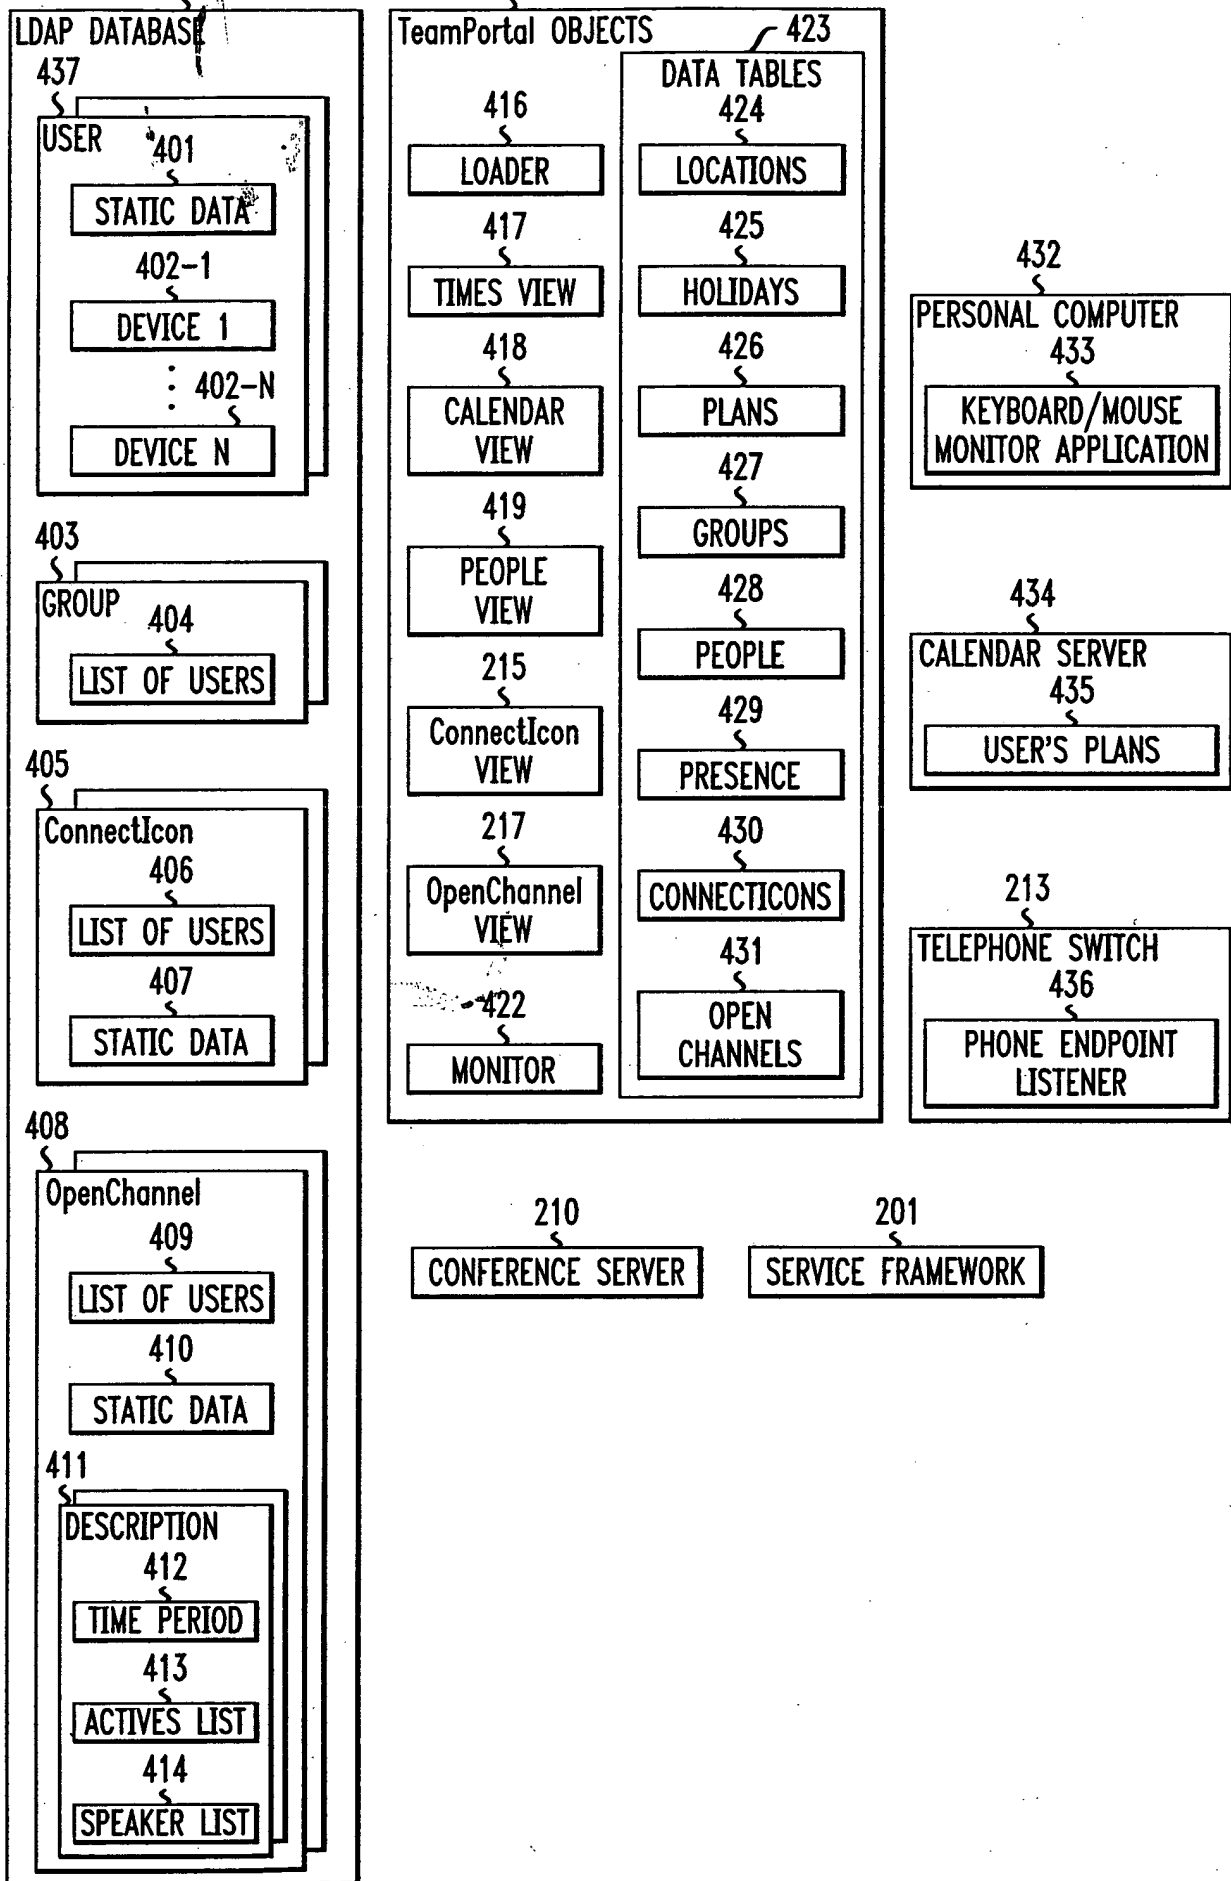 LDAP DATABASE
437
USER
401
STATIC DATA
402-1
DEVICE 1
402-N
DEVICE N
403
GROUP
404
LIST OF USERS
405
ConnectIcon
406
LIST OF USERS
407
STATIC DATA
408
OpenChannel
409
LIST OF USERS
410
STATIC DATA
411
DESCRIPTION
412
TIME PERIOD
413
ACTIVES LIST
414
SPEAKER LIST
TeamPortal OBJECTS
416
LOADER
417
TIMES VIEW
418
CALENDAR
VIEW
419
PEOPLE
VIEW
215
ConnectIcon
VIEW
217
OpenChannel
VIEW
422
MONITOR
423
DATA TABLES
424
LOCATIONS
425
HOLIDAYS
426
PLANS
427
GROUPS
428
PEOPLE
429
PRESENCE
430
CONNECTICONS
431
OPEN
CHANNELS
432
PERSONAL COMPUTER
433
KEYBOARD/MOUSE
MONITOR APPLICATION
434
CALENDAR SERVER
435
USER'S PLANS
213
TELEPHONE SWITCH
436
PHONE ENDPOINT
LISTENER
210
CONFERENCE SERVER
201
SERVICE FRAMEWORK